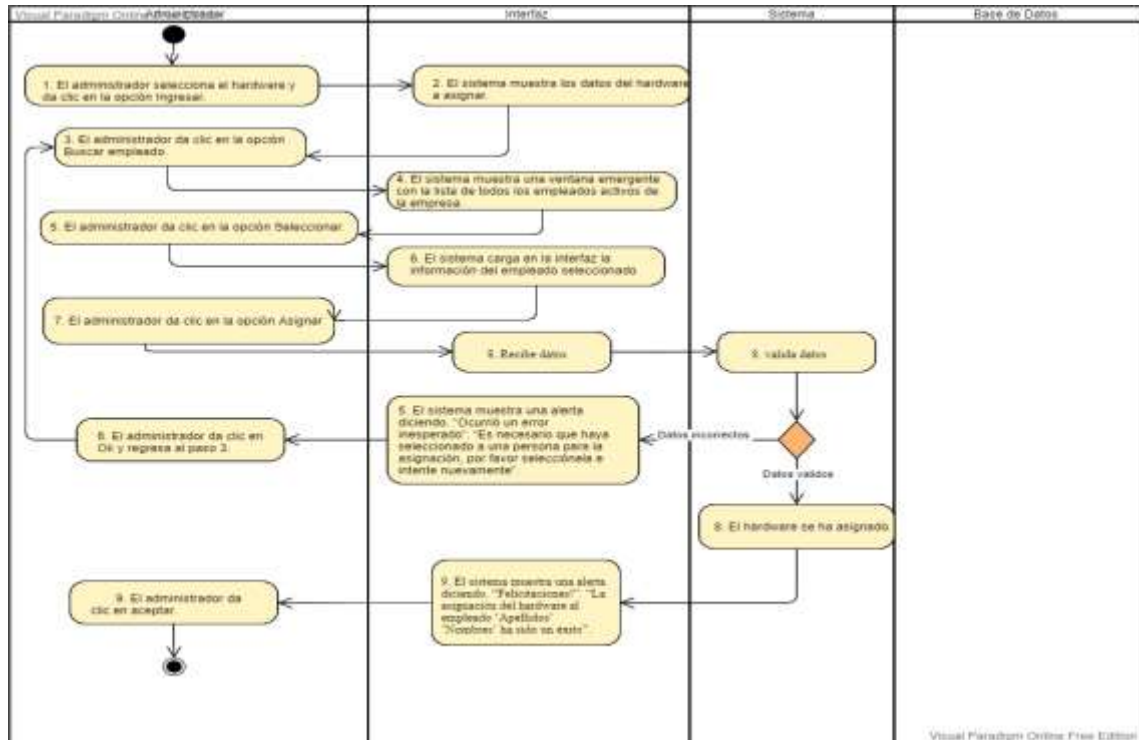 Visual Paradigm Online Free Edition
Administrador
Interfaz
Sistema
Base de Datos
1. El administrador selecciona el hardware y
da clic en la opción Ingresar.
2. El sistema muestra los datos del hardware
a asignar.
3. El administrador da clic en la opción
Buscar empleado.
4. El sistema muestra una ventana emergente
con la lista de todos los empleados activos de
la empresa.
5. El administrador da clic en la opción Seleccionar.
6. El sistema carga en la interfaz la
información del empleado seleccionado.
7. El administrador da clic en la opción Asignar.
8. Recibe datos
8. valida datos
5. El sistema muestra una alerta
diciendo. "Ocurrió un error
inesperado". "Es necesario que haya
seleccionado a una persona para la
asignación, por favor selecciónela e
intente nuevamente".
Datos incorrectos
6. El administrador da clic en
Ok y regresa al paso 3.
Datos validos
8. El hardware se ha asignado.
9. El sistema muestra una alerta
diciendo. "Felicitaciones!". "La
asignación del hardware al
empleado 'Apellidos'
'Nombres' ha sido un éxito".
9. El administrador da
clic en aceptar.
Visual Paradigm Online Free Edition